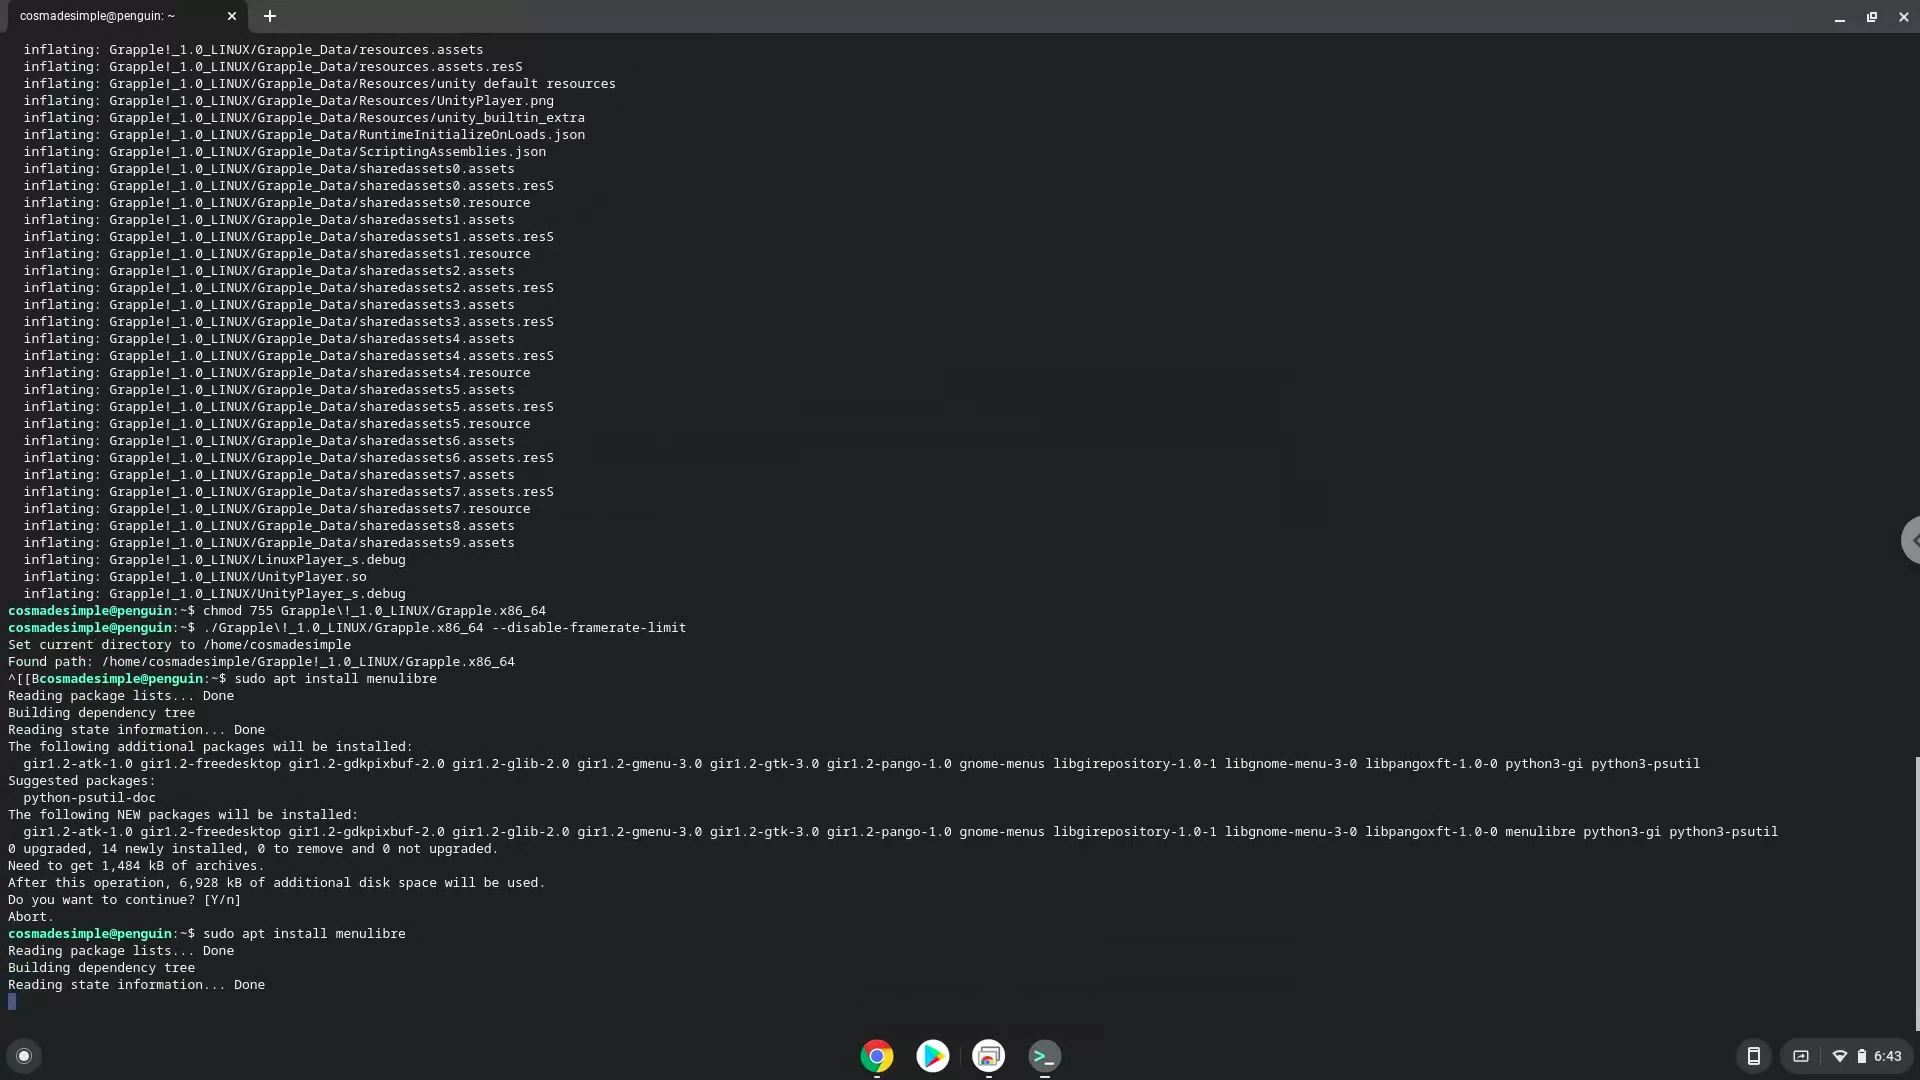 cosmadesimple@penguin: ~
inflating: Grapple!_1.0_LINUX/Grapple_Data/resources.assets
inflating: Grapple!_1.0_LINUX/Grapple_Data/resources.assets.resS
inflating: Grapple!_1.0_LINUX/Grapple_Data/Resources/unity default resources
inflating: Grapple!_1.0_LINUX/Grapple_Data/Resources/UnityPlayer.png
inflating: Grapple!_1.0_LINUX/Grapple_Data/Resources/unity_builtin_extra
inflating: Grapple!_1.0_LINUX/Grapple_Data/RuntimeInitializeOnLoads.json
inflating: Grapple!_1.0_LINUX/Grapple_Data/ScriptingAssemblies.json
inflating: Grapple!_1.0_LINUX/Grapple_Data/sharedassets0.assets
inflating: Grapple!_1.0_LINUX/Grapple_Data/sharedassets0.assets.resS
inflating: Grapple!_1.0_LINUX/Grapple_Data/sharedassets0.resource
inflating: Grapple!_1.0_LINUX/Grapple_Data/sharedassets1.assets
inflating: Grapple!_1.0_LINUX/Grapple_Data/sharedassets1.assets.resS
inflating: Grapple!_1.0_LINUX/Grapple_Data/sharedassets1.resource
inflating: Grapple!_1.0_LINUX/Grapple_Data/sharedassets2.assets
inflating: Grapple!_1.0_LINUX/Grapple_Data/sharedassets2.assets.resS
inflating: Grapple!_1.0_LINUX/Grapple_Data/sharedassets3.assets
inflating: Grapple!_1.0_LINUX/Grapple_Data/sharedassets3.assets.resS
inflating: Grapple!_1.0_LINUX/Grapple_Data/sharedassets4.assets
inflating: Grapple!_1.0_LINUX/Grapple_Data/sharedassets4.assets.resS
inflating: Grapple!_1.0_LINUX/Grapple_Data/sharedassets4.resource
inflating: Grapple!_1.0_LINUX/Grapple_Data/sharedassets5.assets
inflating: Grapple!_1.0_LINUX/Grapple_Data/sharedassets5.assets.resS
inflating: Grapple!_1.0_LINUX/Grapple_Data/sharedassets5.resource
inflating: Grapple!_1.0_LINUX/Grapple_Data/sharedassets6.assets
inflating: Grapple!_1.0_LINUX/Grapple_Data/sharedassets6.assets.resS
inflating: Grapple!_1.0_LINUX/Grapple_Data/sharedassets7.assets
inflating: Grapple!_1.0_LINUX/Grapple_Data/sharedassets7.assets.resS
inflating: Grapple!_1.0_LINUX/Grapple_Data/sharedassets7.resource
inflating: Grapple!_1.0_LINUX/Grapple_Data/sharedassets8.assets
inflating: Grapple!_1.0_LINUX/Grapple_Data/sharedassets9.assets
inflating: Grapple!_1.0_LINUX/LinuxPlayer_s.debug
inflating: Grapple!_1.0_LINUX/UnityPlayer.so
inflating: Grapple!_1.0_LINUX/UnityPlayer_s.debug
cosmadesimple@penguin:~$ chmod 755 Grapple\!_1.0_LINUX/Grapple.x86_64
cosmadesimple@penguin:~$ ./Grapple\!_1.0_LINUX/Grapple.x86_64 --disable-framerate-limit
Set current directory to /home/cosmadesimple
Found path: /home/cosmadesimple/Grapple!_1.0_LINUX/Grapple.x86_64
^[[Bcosmadesimple@penguin:~$ sudo apt install menulibre
Reading package lists... Done
Building dependency tree
Reading state information... Done
The following additional packages will be installed:
gir1.2-atk-1.0 gir1.2-freedesktop gir1.2-gdkpixbuf-2.0 gir1.2-glib-2.0 gir1.2-gmenu-3.0 gir1.2-gtk-3.0 gir1.2-pango-1.0 gnome-menus libgirepository-1.0-1 libgnome-menu-3-0 libpangoxft-1.0-0 python3-gi python3-psutil
Suggested packages:
python-psutil-doc
The following NEW packages will be installed:
gir1.2-atk-1.0 gir1.2-freedesktop gir1.2-gdkpixbuf-2.0 gir1.2-glib-2.0 gir1.2-gmenu-3.0 gir1.2-gtk-3.0 gir1.2-pango-1.0 gnome-menus libgirepository-1.0-1 libgnome-menu-3-0 libpangoxft-1.0-0 menulibre python3-gi python3-psutil
0 upgraded, 14 newly installed, 0 to remove and 0 not upgraded.
Need to get 1,484 kB of archives.
After this operation, 6,928 kB of additional disk space will be used.
Do you want to continue? [Y/n]
Abort.
cosmadesimple@penguin:~$ sudo apt install menulibre
Reading package lists... Done
Building dependency tree
Reading state information... Done
6:43